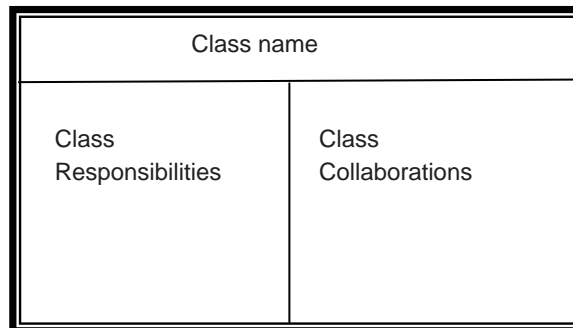 Class name
Class
Responsibilities
Class
Collaborations